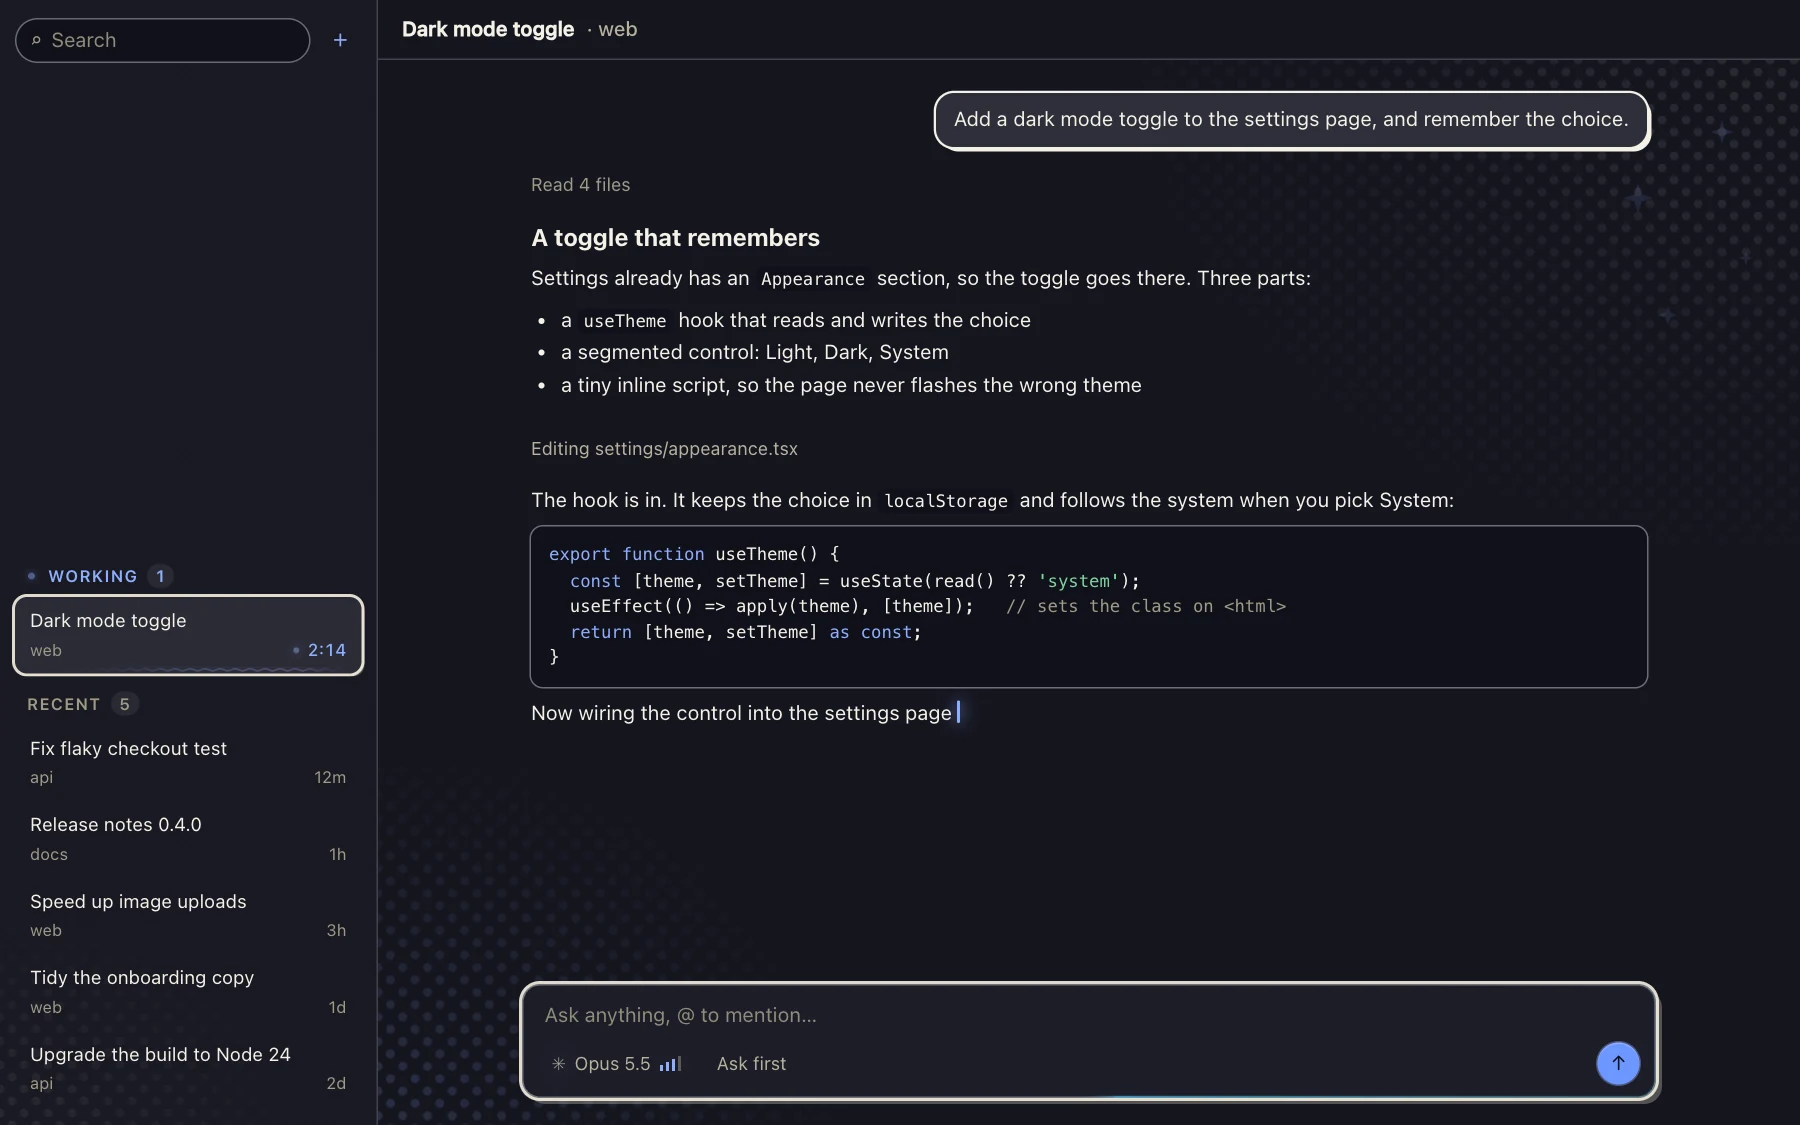 Search
+
WORKING 1
Dark mode toggle
web 2:14
RECENT 5
Fix flaky checkout test
api 12m
Release notes 0.4.0
docs 1h
Speed up image uploads
web 3h
Tidy the onboarding copy
web 1d
Upgrade the build to Node 24
api 2d
Dark mode toggle · web
Add a dark mode toggle to the settings page, and remember the choice.
Read 4 files
A toggle that remembers
Settings already has an Appearance section, so the toggle goes there. Three parts:
• a useTheme hook that reads and writes the choice
• a segmented control: Light, Dark, System
• a tiny inline script, so the page never flashes the wrong theme
Editing settings/appearance.tsx
The hook is in. It keeps the choice in localStorage and follows the system when you pick System:
export function useTheme() {
  const [theme, setTheme] = useState(read() ?? 'system');
  useEffect(() => apply(theme), [theme]);   // sets the class on <html>
  return [theme, setTheme] as const;
}
Now wiring the control into the settings page
Ask anything, @ to mention...
Opus 5.5 Ask first